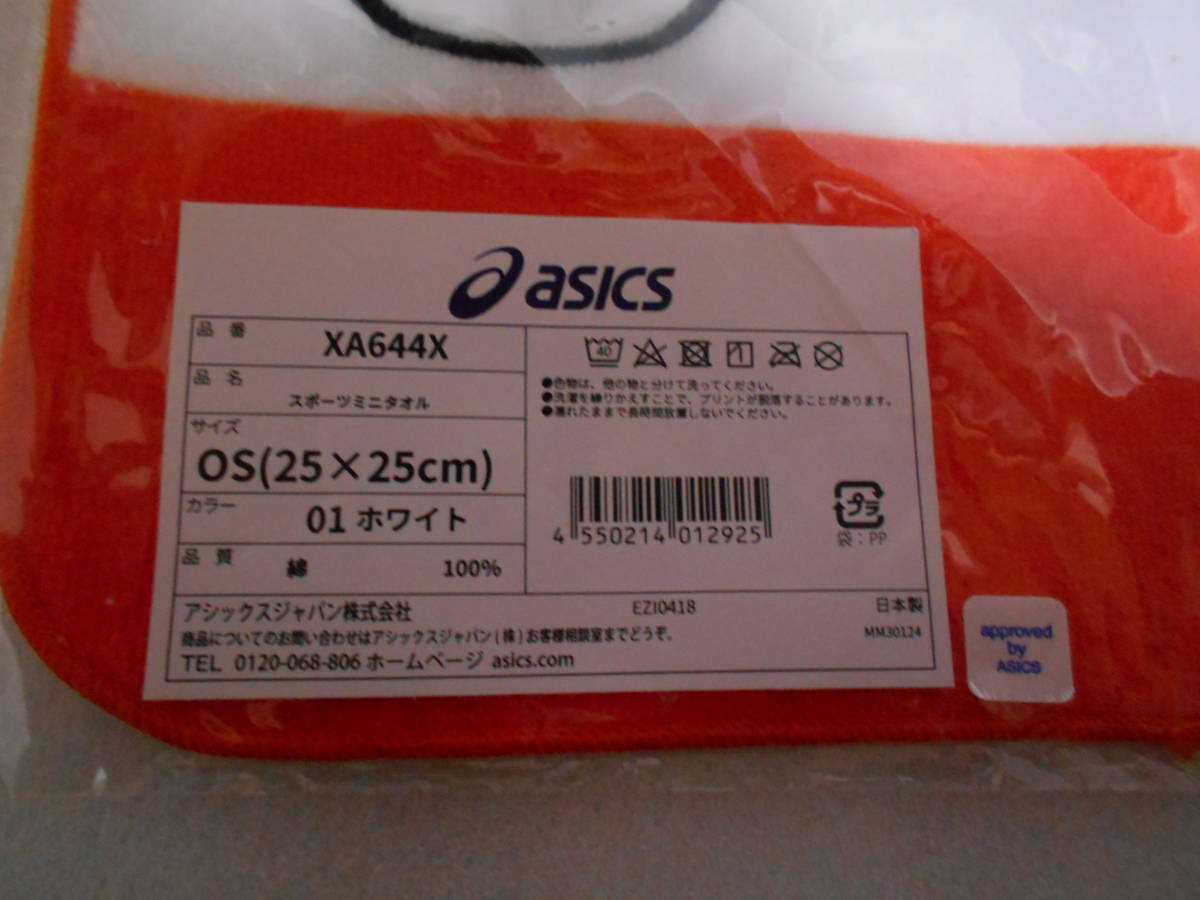 asics
品番
XA644X
品名
スポーツミニタオル
サイズ
OS(25×25cm)
カラー
01 ホワイト
品質
綿 100%
40
1
●色物は、他の物と分けて洗ってください。
●洗濯を繰りかえすことで、プリントが脱落することがあります。
●濡れたままで長時間放置しないでください。
4 550214 012925
プラ
袋：PP
アシックスジャパン株式会社 EZI0418 日本製
商品についてのお問い合わせはアシックスジャパン(株)お客様相談室までどうぞ。 MM30124
TEL 0120-068-806 ホームページ asics.com
approved
by
ASICS